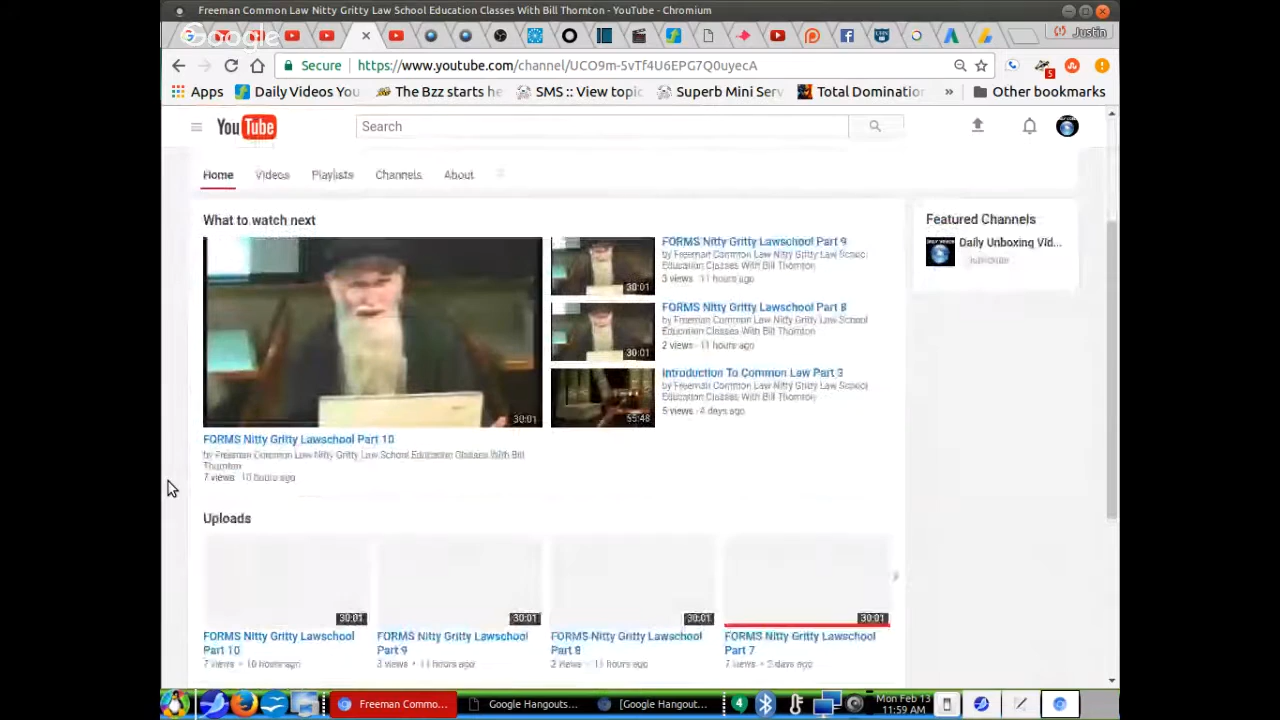 Freeman Common Law Nitty Gritty Law School Education Classes With Bill Thornton - YouTube - Chromium
Google
Justin
Secure https://www.youtube.com/channel/UCO9m-5vTf4U6EPG7Q0uyecA
5
Apps Daily Videos You The Bzz starts he SMS :: View topic Superb Mini Serv Total Domination » Other bookmarks
YouTube Search
Home Videos Playlists Channels About
What to watch next
Featured Channels
Daily Unboxing Vid...
Subscribe
30:01
FORMS Nitty Gritty Lawschool Part 10
by Freeman Common Law Nitty Gritty Law School Education Classes With Bill
Thornton
7 views 10 hours ago
30:01
FORMS Nitty Gritty Lawschool Part 9
by Freeman Common Law Nitty Gritty Law School
Education Classes With Bill Thornton
3 views 11 hours ago
30:01
FORMS Nitty Gritty Lawschool Part 8
by Freeman Common Law Nitty Gritty Law School
Education Classes With Bill Thornton
2 views 11 hours ago
55:48
Introduction To Common Law Part 3
by Freeman Common Law Nitty Gritty Law School
Education Classes With Bill Thornton
5 views 4 days ago
Uploads
30:01 30:01 30:01 30:01
FORMS Nitty Gritty Lawschool
Part 10
7 views • 10 hours ago
FORMS Nitty Gritty Lawschool
Part 9
3 views • 11 hours ago
FORMS Nitty Gritty Lawschool
Part 8
2 views • 11 hours ago
FORMS Nitty Gritty Lawschool
Part 7
7 views • 3 days ago
Freeman Commo... Google Hangouts... [Google Hangout... 4 Mon Feb 13
11:59 AM